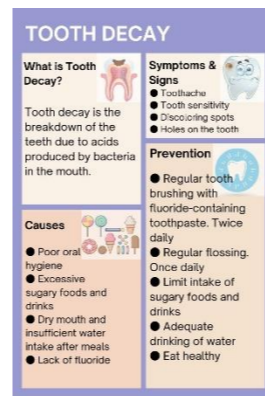 TOOTH DECAY
What is Tooth
Decay?
Tooth decay is the
breakdown of the
teeth due to acids
produced by bacteria
in the mouth.
Causes
● Poor oral
hygiene
● Excessive
sugary foods and
drinks
● Dry mouth and
insufficient water
intake after meals
● Lack of fluoride
Symptoms &
Signs
● Toothache
● Tooth sensitivity
● Discoloring spots
● Holes on the tooth
Prevention
● Regular tooth
brushing with
fluoride-containing
toothpaste. Twice
daily
● Regular flossing.
Once daily
● Limit intake of
sugary foods and
drinks
● Adequate
drinking of water
● Eat healthy